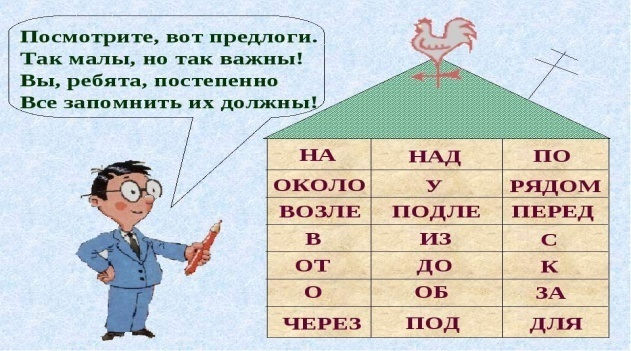 Посмотрите, вот предлоги.
Так малы, но так важны!
Вы, ребята, постепенно
Все запомнить их должны!
НА НАД ПО
ОКОЛО У РЯДОМ
ВОЗЛЕ ПОДЛЕ ПЕРЕД
В ИЗ С
ОТ ДО К
О ОБ ЗА
ЧЕРЕЗ ПОД ДЛЯ